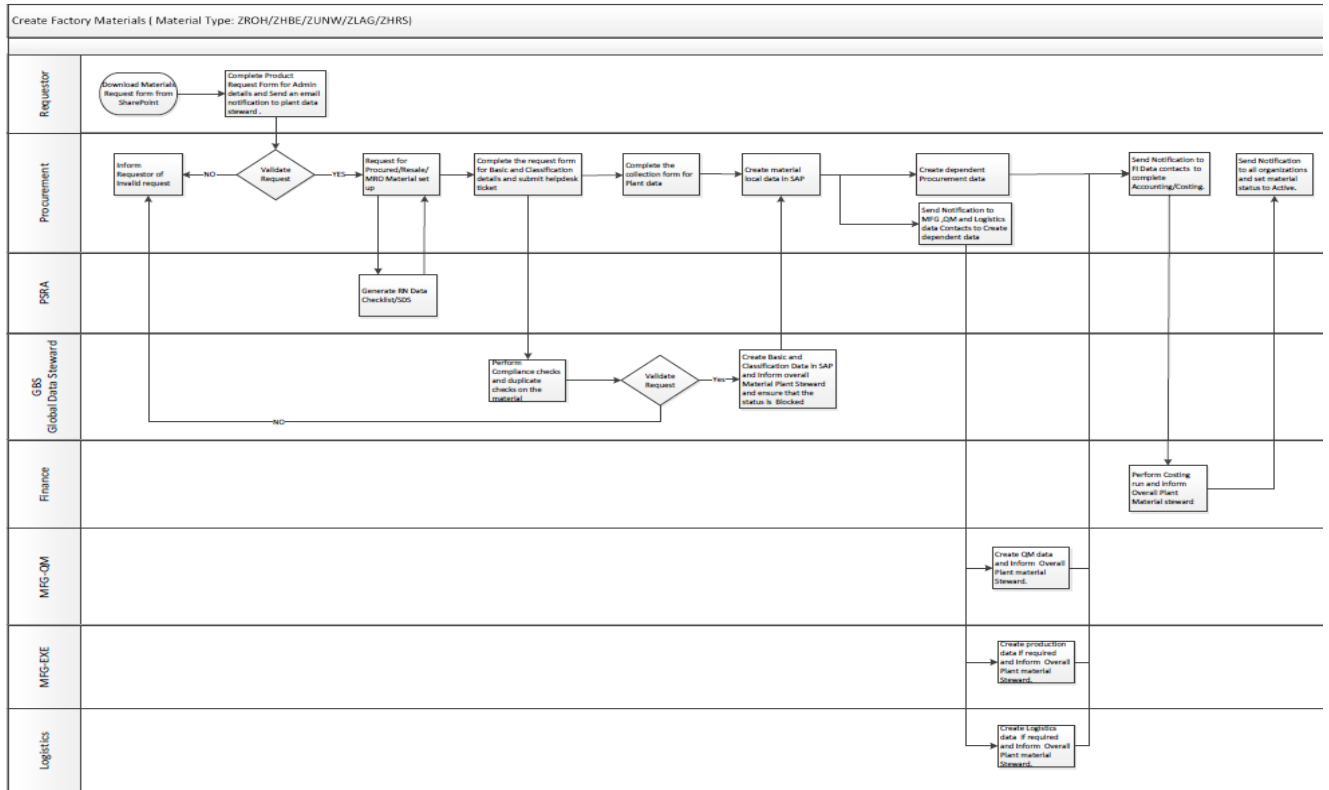 Create Factory Materials ( Material Type: ZROH/ZHBE/ZUNW/ZLAG/ZHRS)
Requestor
Download Materials
Request form from
SharePoint
Complete Product
Request Form for Admin
details and Send an email
notification to plant data
steward .
Procurement
Inform
Requestor of
Invalid request
NO
Validate
Request
YES
Request for
Procured/Resale/
MRO Material set
up
Complete the request form
for Basic and Classification
details and submit helpdesk
ticket
Complete the
collection form for
Plant data
Create material
local data in SAP
Create dependent
Procurement data
Send Notification to
MFG ,QM and Logistics
data Contacts to Create
dependent data
Send Notification to
FI Data contacts to
complete
Accounting/Costing.
Send Notification
to all organizations
and set material
status to Active.
PSRA
Generate RN Data
Checklist/SDS
GBS
Global Data Steward
Perform
Compliance checks
and duplicate
checks on the
material
Validate
Request
Yes
Create Basic and
Classification Data in SAP
and Inform overall
Material Plant Steward
and ensure that the
status is Blocked
NO
Finance
Perform Costing
run and Inform
Overall Plant
Material steward
MFG-QM
Create QM data
and Inform Overall
Plant material
Steward.
MFG-EXE
Create production
data if required
and Inform Overall
Plant material
Steward.
Logistics
Create Logistics
data if required
and Inform Overall
Plant material
Steward.